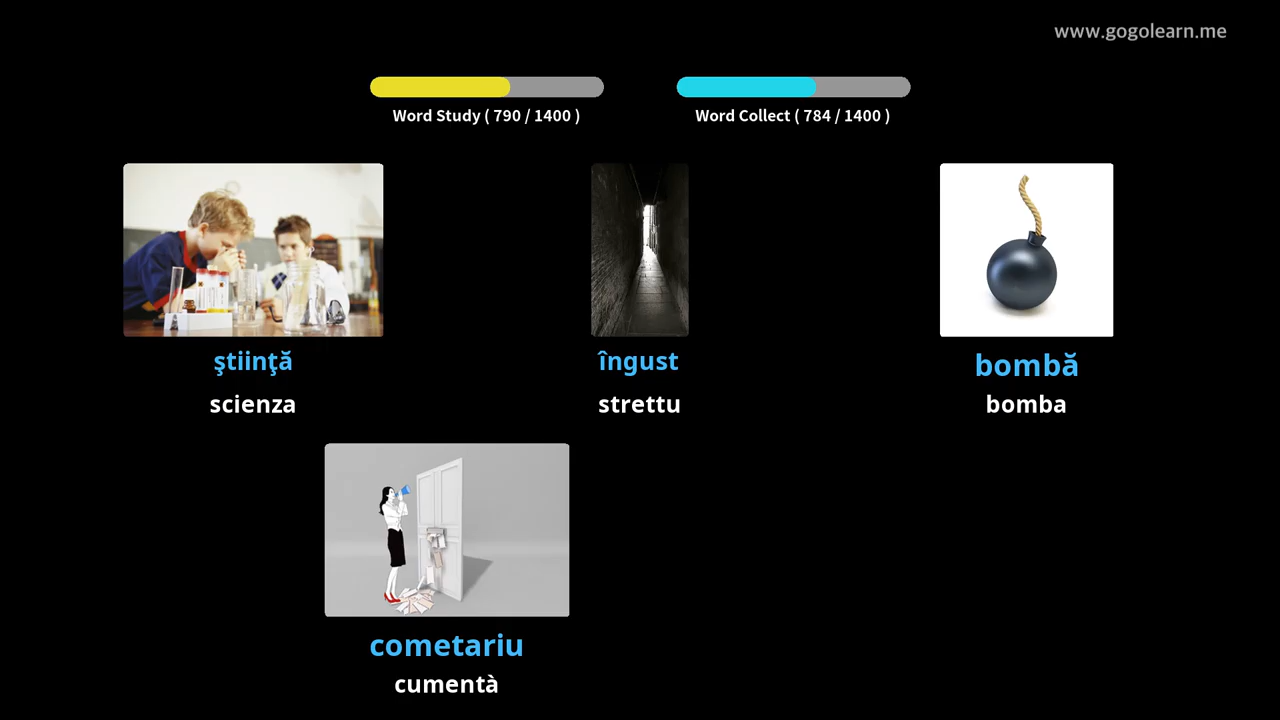 www.gogolearn.me
Word Study ( 790 / 1400 )
Word Collect ( 784 / 1400 )
ştiinţă
îngust
bombă
scienza
strettu
bomba
cometariu
cumentà